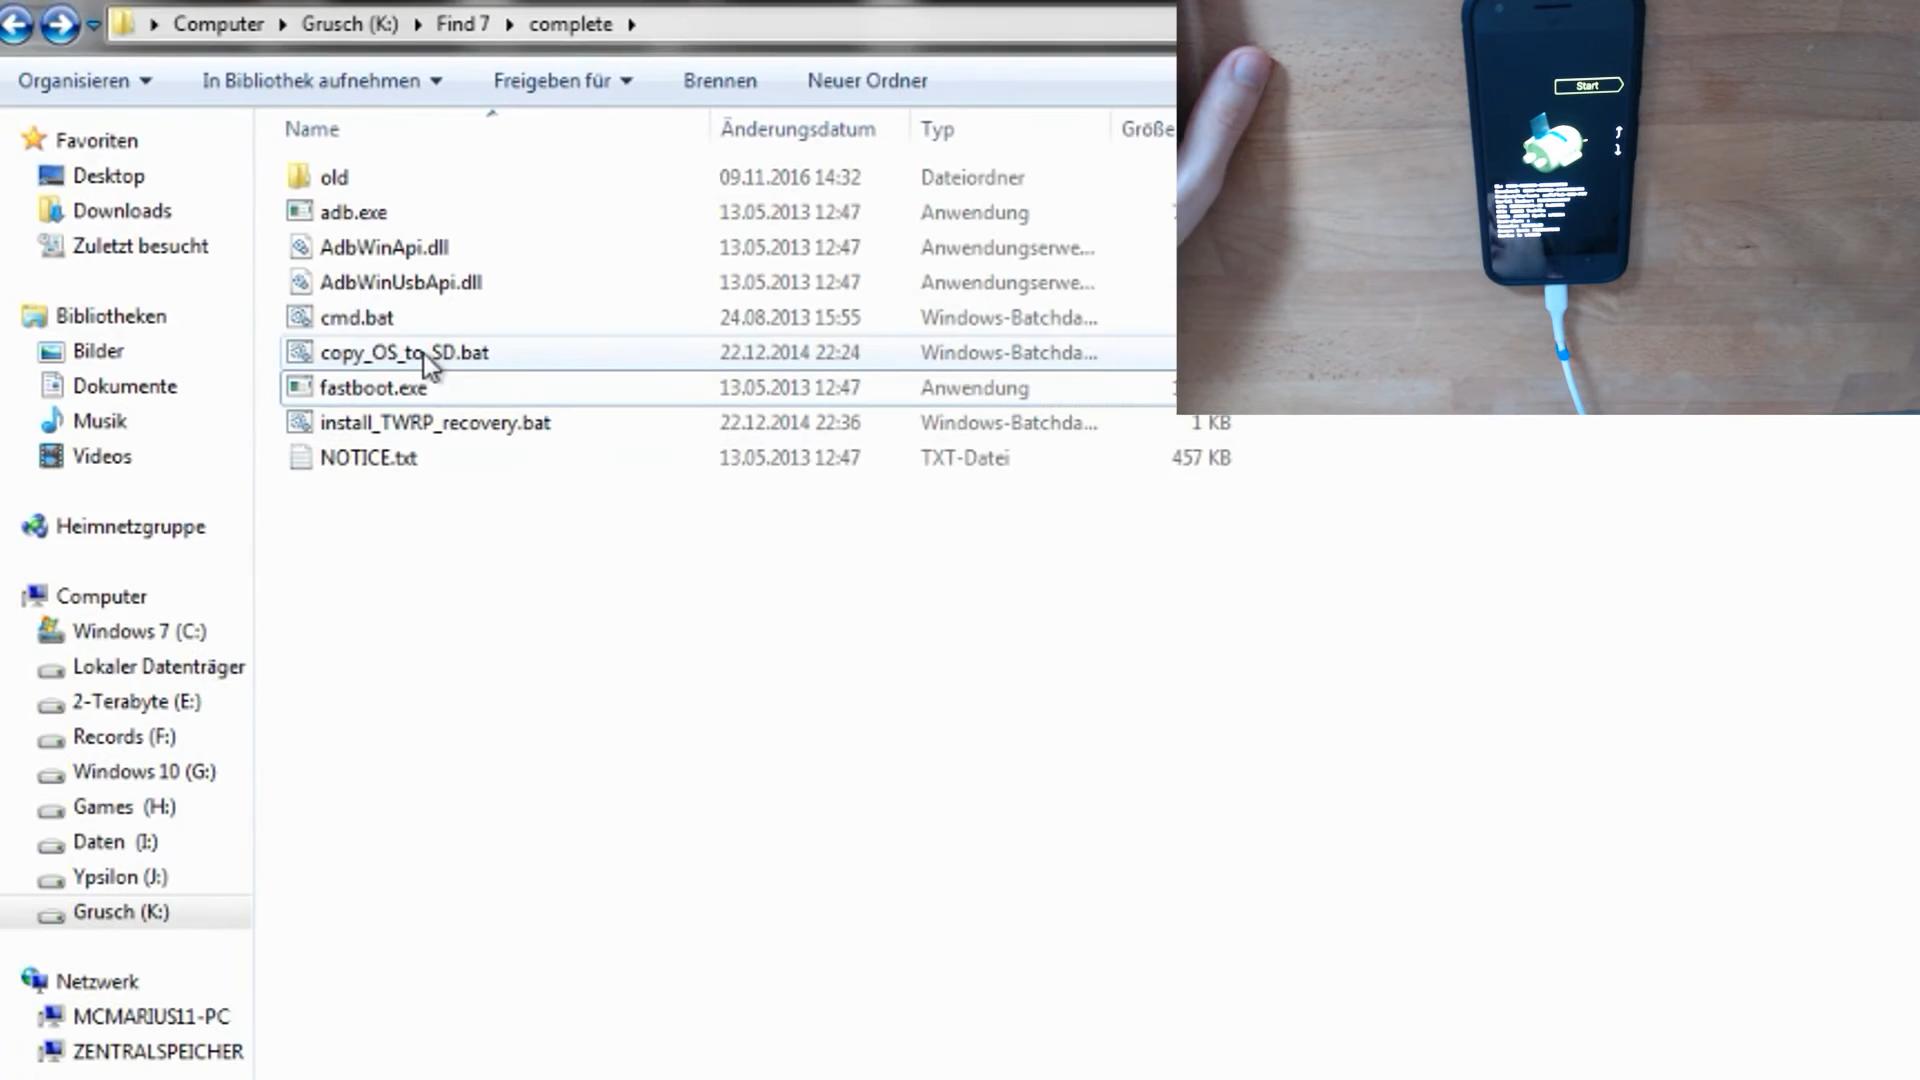 Computer Grusch (K:) Find 7 complete
Organisieren In Bibliothek aufnehmen Freigeben für Brennen Neuer Ordner
Name Änderungsdatum Typ Größe
old 09.11.2016 14:32 Dateiordner
adb.exe 13.05.2013 12:47 Anwendung
AdbWinApi.dll 13.05.2013 12:47 Anwendungserwe...
AdbWinUsbApi.dll 13.05.2013 12:47 Anwendungserwe...
cmd.bat 24.08.2013 15:55 Windows-Batchda...
copy_OS_to_SD.bat 22.12.2014 22:24 Windows-Batchda...
fastboot.exe 13.05.2013 12:47 Anwendung
install_TWRP_recovery.bat 22.12.2014 22:36 Windows-Batchda... 1 KB
NOTICE.txt 13.05.2013 12:47 TXT-Datei 457 KB
Favoriten
Desktop
Downloads
Zuletzt besucht
Bibliotheken
Bilder
Dokumente
Musik
Videos
Heimnetzgruppe
Computer
Windows 7 (C:)
Lokaler Datenträger
2-Terabyte (E:)
Records (F:)
Windows 10 (G:)
Games (H:)
Daten (I:)
Ypsilon (J:)
Grusch (K:)
Netzwerk
MCMARIUS11-PC
ZENTRALSPEICHER
Start